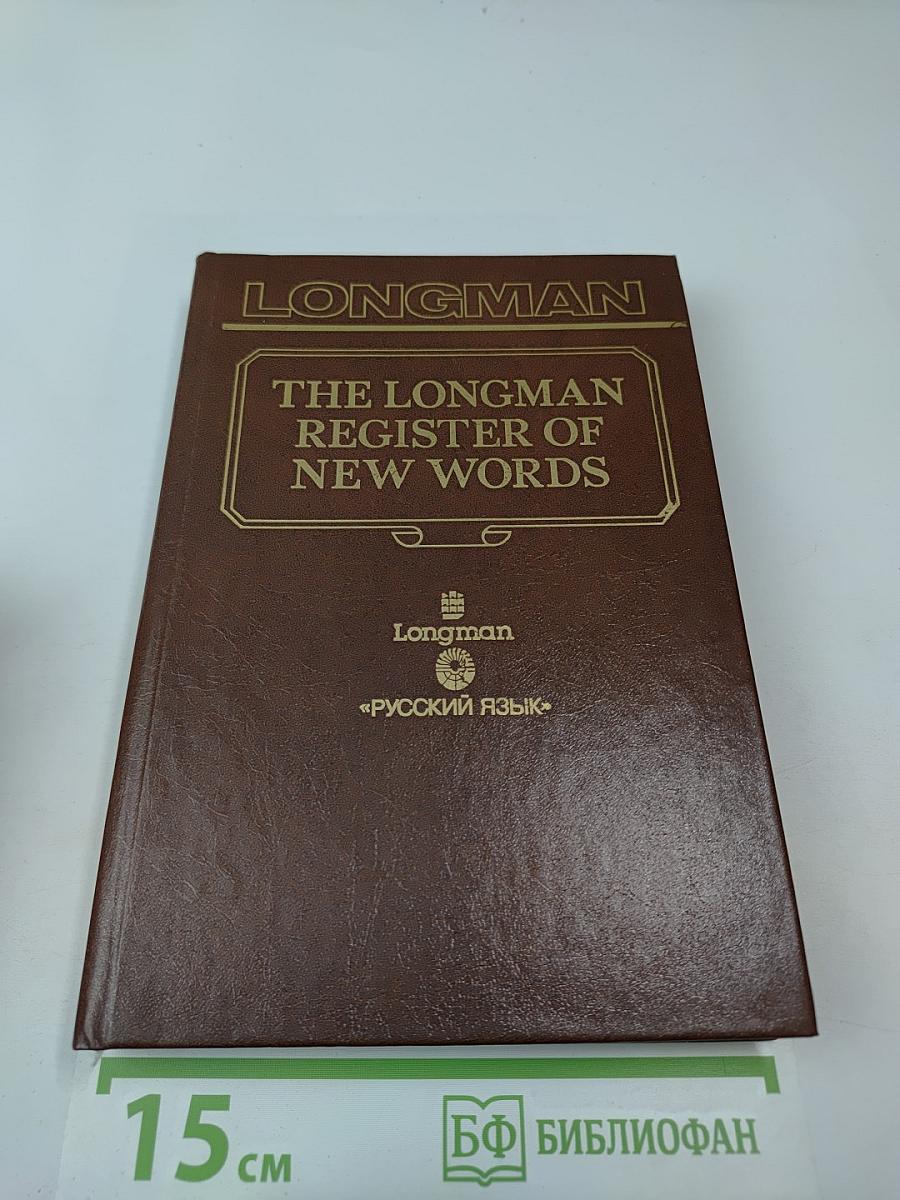 LONGMAN
THE LONGMAN
REGISTER OF
NEW WORDS
Longman
«РУССКИЙ ЯЗЫК»
15 см
БФ БИБЛИОФАН